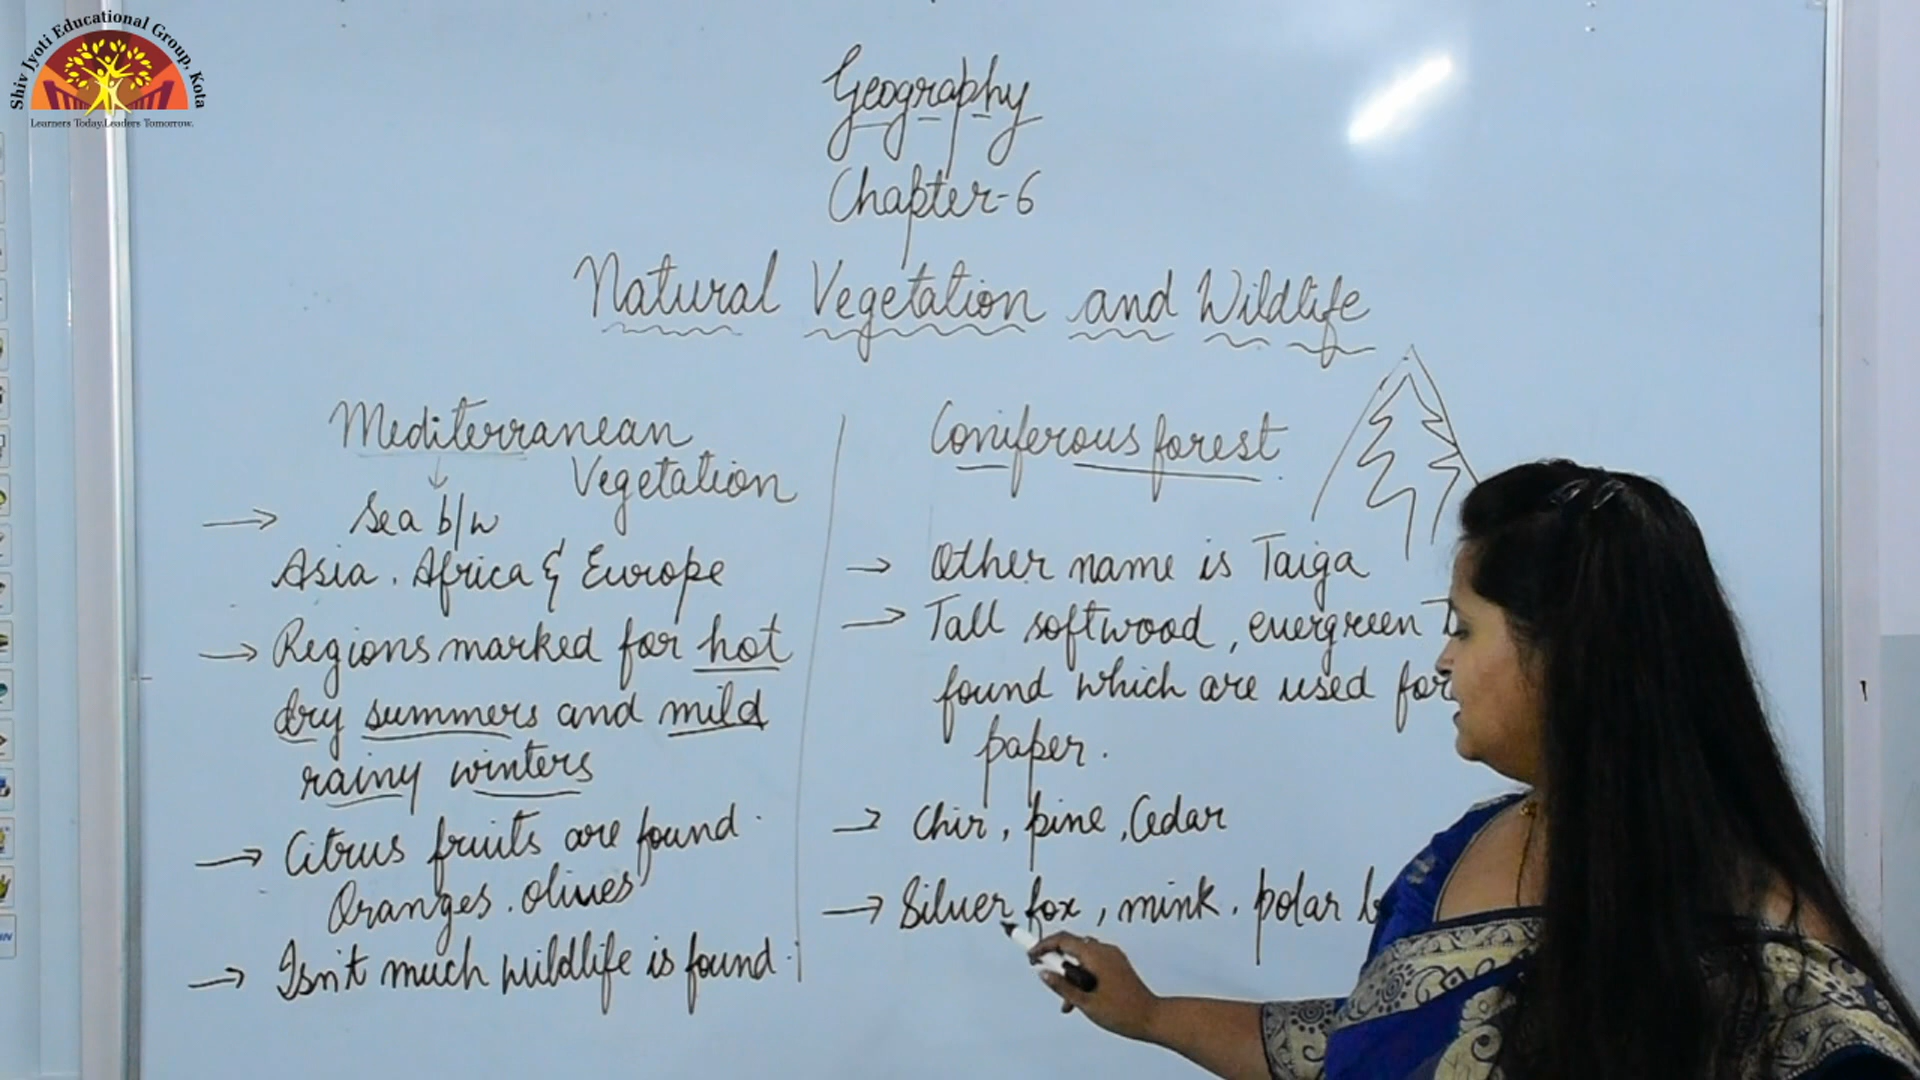 Shiv Jyoti Educational Group, Kota
Learners Today.Leaders Tomorrow.
Geography
Chapter-6
Natural Vegetation and Wildlife
Mediterranean
Vegetation
→ Sea b/w
Asia, Africa & Europe
→ Regions marked for hot
dry summers and mild
rainy winters
→ Citrus fruits are found.
Oranges, olives
→ Isn't much wildlife is found.
Coniferous forest
→ Other name is Taiga
→ Tall softwood, evergreen
found which are used for
paper.
→ Chir, pine, Cedar
→ Silver fox, mink, polar